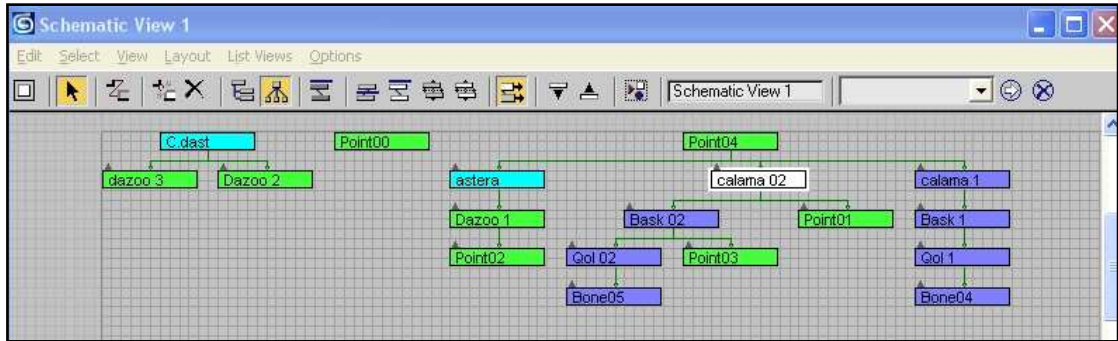 Schematic View 1
Edit Select View Layout List Views Options
Schematic View 1
C.dast Point00 Point04
dazoo 3 Dazoo 2 astera calama 02 calama 1
Dazoo 1 Bask 02 Point01 Bask 1
Point02 Qol 02 Point03 Qol 1
Bone05 Bone04